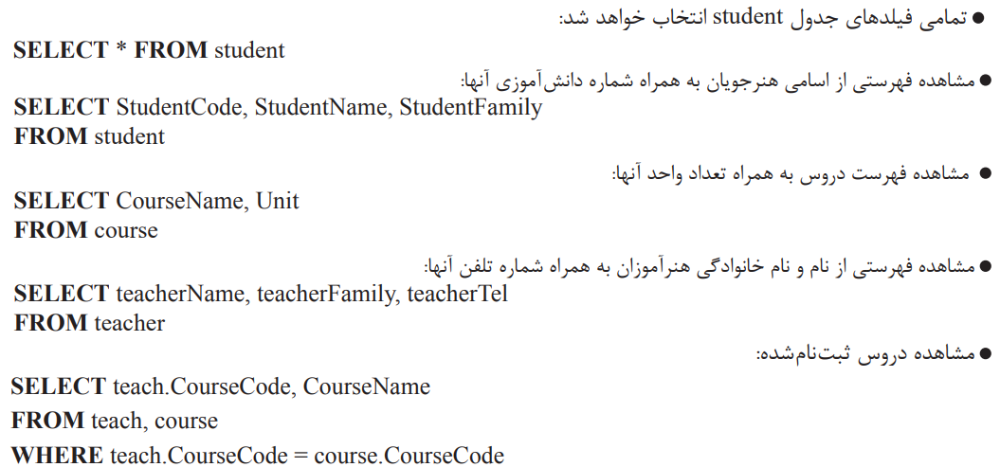 ● تمامی فیلدهای جدول student انتخاب خواهد شد:
SELECT * FROM student
● مشاهده فهرستی از اسامی هنرجویان به همراه شماره دانش‌آموزی آنها:
SELECT StudentCode, StudentName, StudentFamily
FROM student
● مشاهده فهرست دروس به همراه تعداد واحد آنها:
SELECT CourseName, Unit
FROM course
● مشاهده فهرستی از نام و نام خانوادگی هنرآموزان به همراه شماره تلفن آنها:
SELECT teacherName, teacherFamily, teacherTel
FROM teacher
● مشاهده دروس ثبت‌نام‌شده:
SELECT teach.CourseCode, CourseName
FROM teach, course
WHERE teach.CourseCode = course.CourseCode